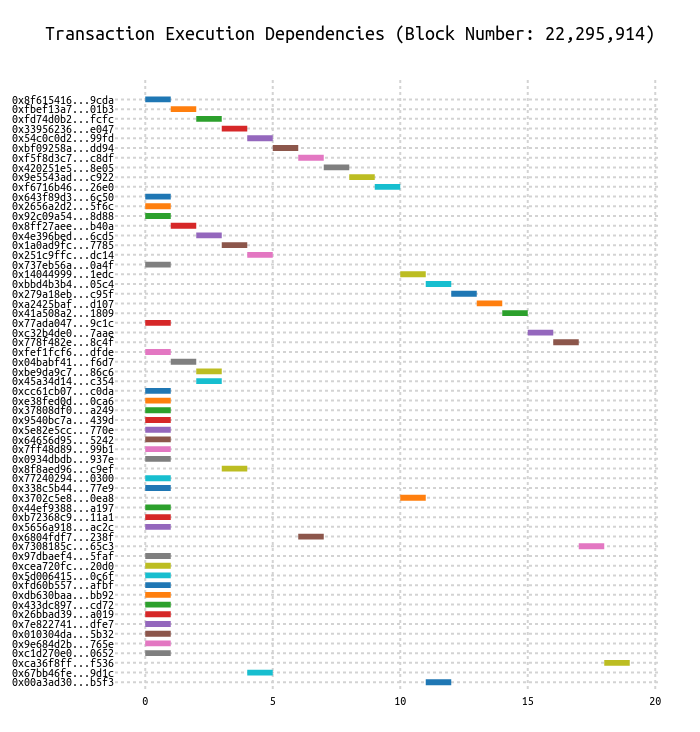 Transaction Execution Dependencies (Block Number: 22,295,914)
0x8f615416...9cda
0xfbef13a7...01b3
0xfd74d0b2...fcfc
0x33956236...e047
0x54c0c0d2...99fd
0xbf09258a...dd94
0xf5f8d3c7...c8df
0x420251e5...8e05
0x9e5543ad...c922
0xf6716b46...26e0
0x643f89d3...6c50
0x2656a2d2...5f6c
0x92c09a54...8d88
0x8ff27aee...b40a
0x4e396bed...6cd5
0x1a0ad9fc...7785
0x251c9ffc...dc14
0x737eb56a...0a4f
0x14044999...1edc
0xbbd4b3b4...05c4
0x279a18eb...c95f
0xa2425baf...d107
0x41a508a2...1809
0x77ada047...9c1c
0xc32b4de0...7aae
0x778f482e...8c4f
0xfef1fcf6...dfde
0x04babf41...f6d7
0xbe9da9c7...86c6
0x45a34d14...c354
0xcc61cb07...c0da
0xe38fed0d...0ca6
0x37808df0...a249
0x9540bc7a...439d
0x5e82e5cc...770e
0x64656d95...5242
0x7ff48d89...99b1
0x0934dbdb...937e
0x8f8aed96...c9ef
0x77240294...0300
0x338c5b44...77e9
0x3702c5e8...0ea8
0x44ef9388...a197
0xb72368c9...11a1
0x5656a918...ac2c
0x6804fdf7...238f
0x7308185c...65c3
0x97dbaef4...5faf
0xcea720fc...20d0
0x5d006415...0c6f
0xfd60b557...afbf
0xdb630baa...bb92
0x433dc897...cd72
0x26bbad39...a019
0x7e822741...dfe7
0x010304da...5b32
0x9e684d2b...765e
0xc1d270e0...0652
0xca36f8ff...f536
0x67bb46fe...9d1c
0x00a3ad30...b5f3
0 5 10 15 20